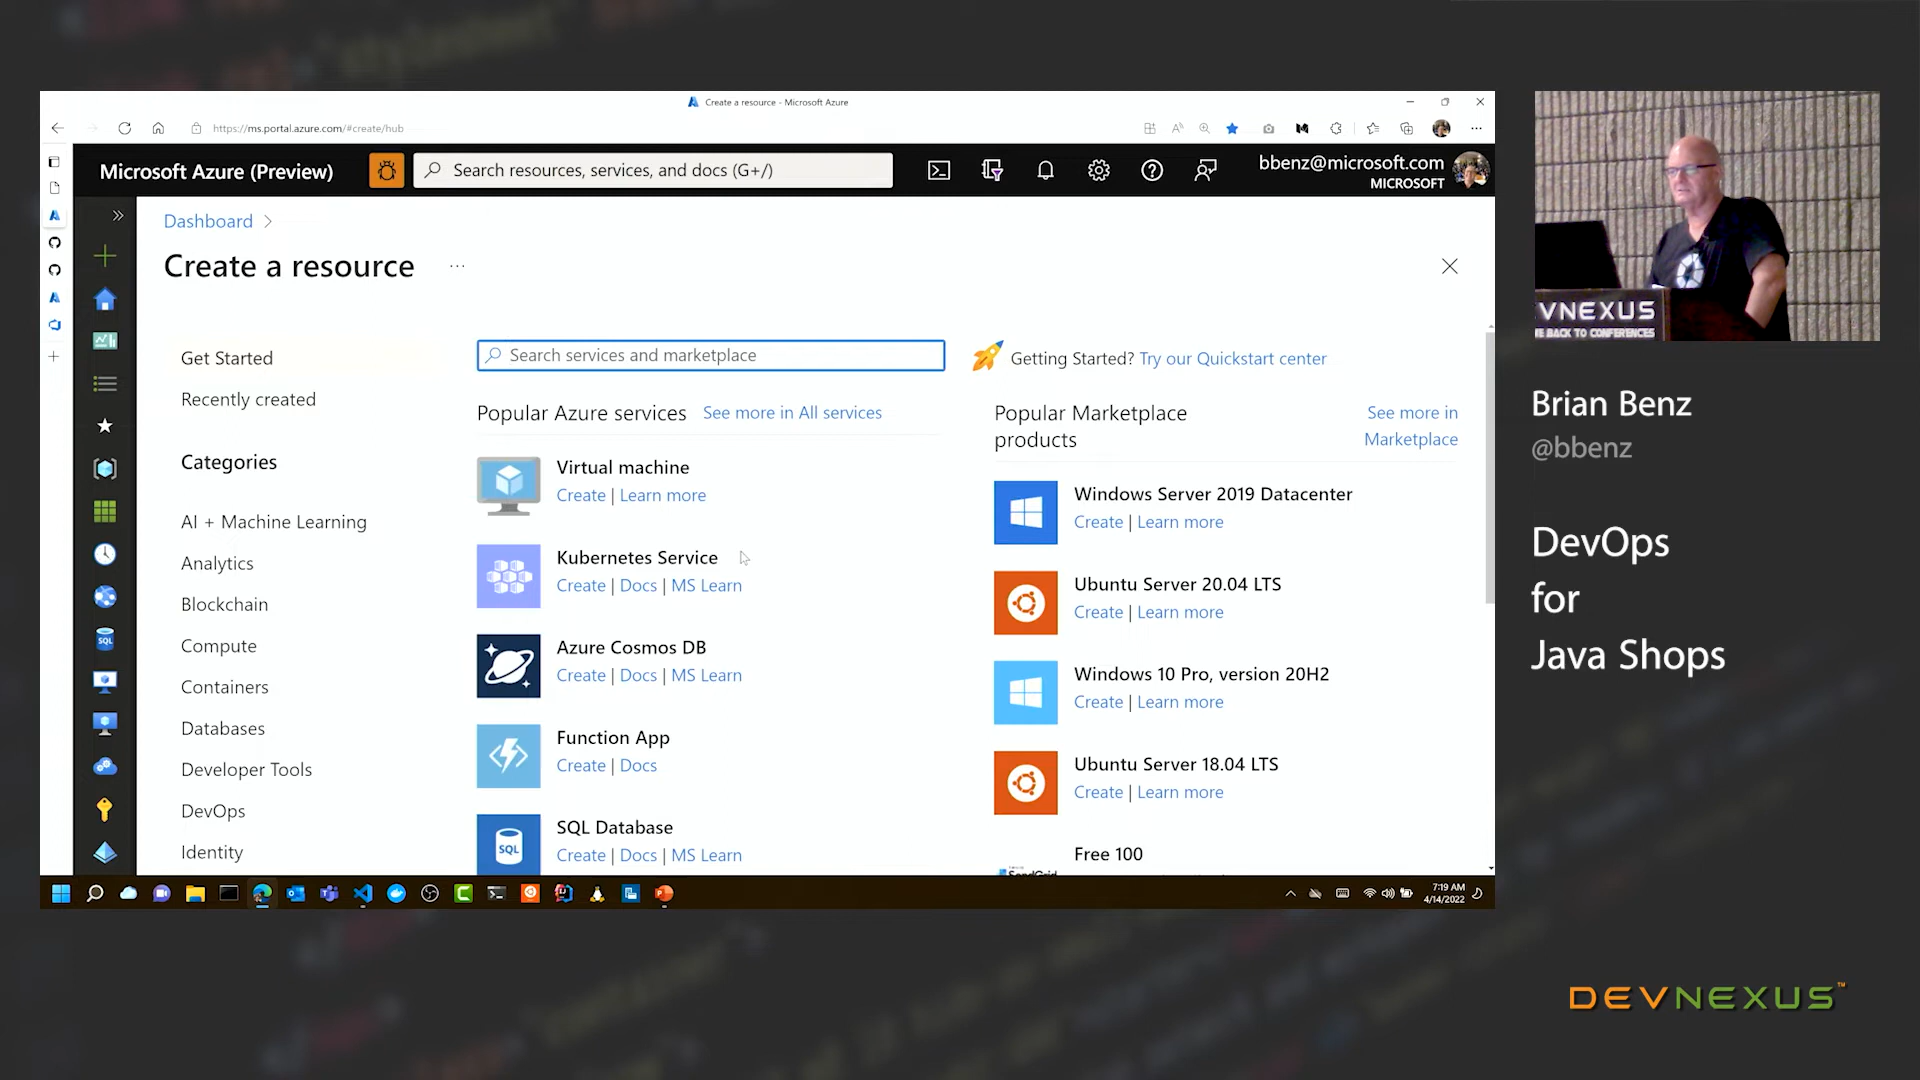 Create a resource - Microsoft Azure
https://ms.portal.azure.com/#create/hub
Microsoft Azure (Preview)
Search resources, services, and docs (G+/)
bbenz@microsoft.com
MICROSOFT
Dashboard
Create a resource
...
Get Started
Recently created
Categories
AI + Machine Learning
Analytics
Blockchain
Compute
Containers
Databases
Developer Tools
DevOps
Identity
Search services and marketplace
Getting Started? Try our Quickstart center
Popular Azure services See more in All services
Virtual machine
Create | Learn more
Kubernetes Service
Create | Docs | MS Learn
Azure Cosmos DB
Create | Docs | MS Learn
Function App
Create | Docs
SQL
SQL Database
Create | Docs | MS Learn
Popular Marketplace
products
See more in
Marketplace
Windows Server 2019 Datacenter
Create | Learn more
Ubuntu Server 20.04 LTS
Create | Learn more
Windows 10 Pro, version 20H2
Create | Learn more
Ubuntu Server 18.04 LTS
Create | Learn more
Free 100
SendGrid
7:19 AM
4/14/2022
VNEXUS
BACK TO CONFERENCES
Brian Benz
@bbenz
DevOps
for
Java Shops
DEVNEXUS™